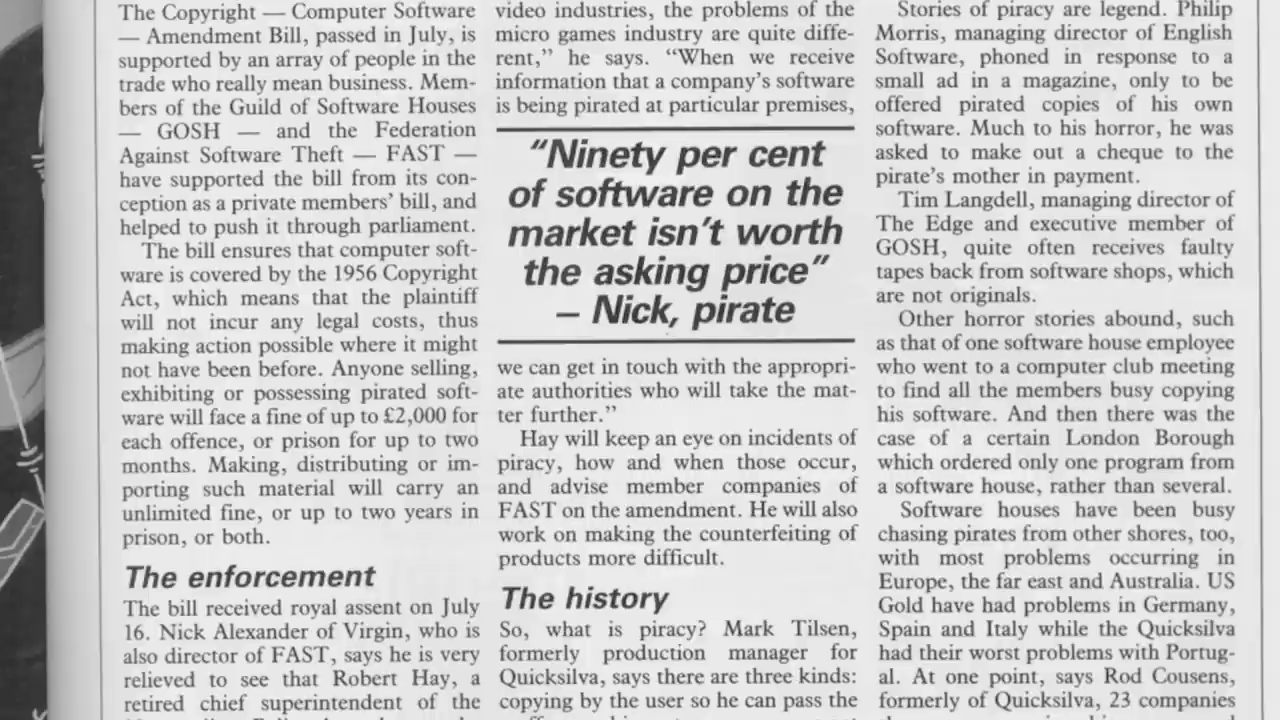 The Copyright — Computer Software
— Amendment Bill, passed in July, is
supported by an array of people in the
trade who really mean business. Mem-
bers of the Guild of Software Houses
— GOSH — and the Federation
Against Software Theft — FAST —
have supported the bill from its con-
ception as a private members' bill, and
helped to push it through parliament.
The bill ensures that computer soft-
ware is covered by the 1956 Copyright
Act, which means that the plaintiff
will not incur any legal costs, thus
making action possible where it might
not have been before. Anyone selling,
exhibiting or possessing pirated soft-
ware will face a fine of up to £2,000 for
each offence, or prison for up to two
months. Making, distributing or im-
porting such material will carry an
unlimited fine, or up to two years in
prison, or both.
The enforcement
The bill received royal assent on July
16. Nick Alexander of Virgin, who is
also director of FAST, says he is very
relieved to see that Robert Hay, a
retired chief superintendent of the
video industries, the problems of the
micro games industry are quite diffe-
rent," he says. "When we receive
information that a company's software
is being pirated at particular premises,
"Ninety per cent
of software on the
market isn't worth
the asking price"
– Nick, pirate
we can get in touch with the appropri-
ate authorities who will take the mat-
ter further."
Hay will keep an eye on incidents of
piracy, how and when those occur,
and advise member companies of
FAST on the amendment. He will also
work on making the counterfeiting of
products more difficult.
The history
So, what is piracy? Mark Tilsen,
formerly production manager for
Quicksilva, says there are three kinds:
copying by the user so he can pass the
Stories of piracy are legend. Philip
Morris, managing director of English
Software, phoned in response to a
small ad in a magazine, only to be
offered pirated copies of his own
software. Much to his horror, he was
asked to make out a cheque to the
pirate's mother in payment.
Tim Langdell, managing director of
The Edge and executive member of
GOSH, quite often receives faulty
tapes back from software shops, which
are not originals.
Other horror stories abound, such
as that of one software house employee
who went to a computer club meeting
to find all the members busy copying
his software. And then there was the
case of a certain London Borough
which ordered only one program from
a software house, rather than several.
Software houses have been busy
chasing pirates from other shores, too,
with most problems occurring in
Europe, the far east and Australia. US
Gold have had problems in Germany,
Spain and Italy while the Quicksilva
had their worst problems with Portug-
al. At one point, says Rod Cousens,
formerly of Quicksilva, 23 companies